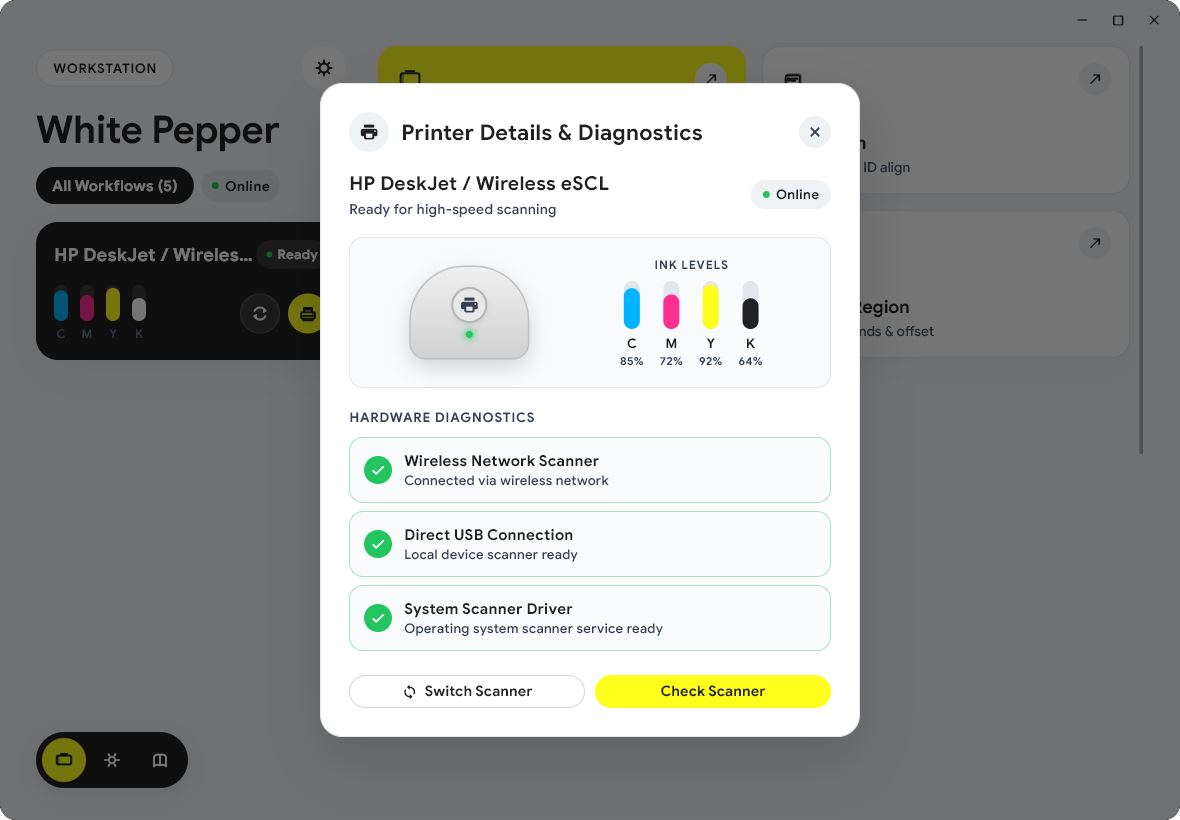 WORKSTATION
White Pepper
All Workflows (5)
Online
HP DeskJet / Wireles...
Ready
C M Y K
ID align
Region
nds & offset
Printer Details & Diagnostics
HP DeskJet / Wireless eSCL
Ready for high-speed scanning
Online
INK LEVELS
C M Y K
85% 72% 92% 64%
HARDWARE DIAGNOSTICS
Wireless Network Scanner
Connected via wireless network
Direct USB Connection
Local device scanner ready
System Scanner Driver
Operating system scanner service ready
Switch Scanner
Check Scanner